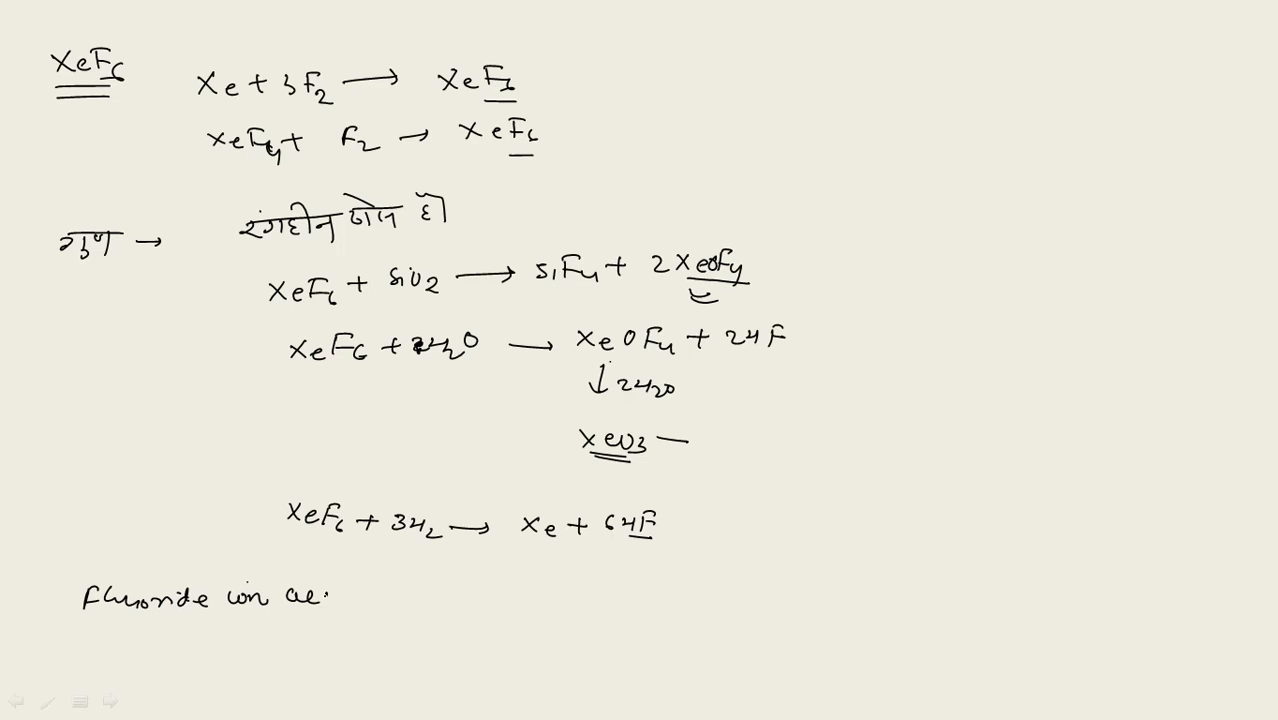 XeF6
Xe + 3F2 → XeF6
XeF4 + F2 → XeF6
गुण → रंगहीन ठोस है।
XeF6 + SiO2 → SiF4 + 2XeOF4
XeF6 + H2O → XeOF4 + 2HF
↓ 2H2O
XeO3 —
XeF6 + 3H2 → Xe + 6HF
Fluoride ion ac